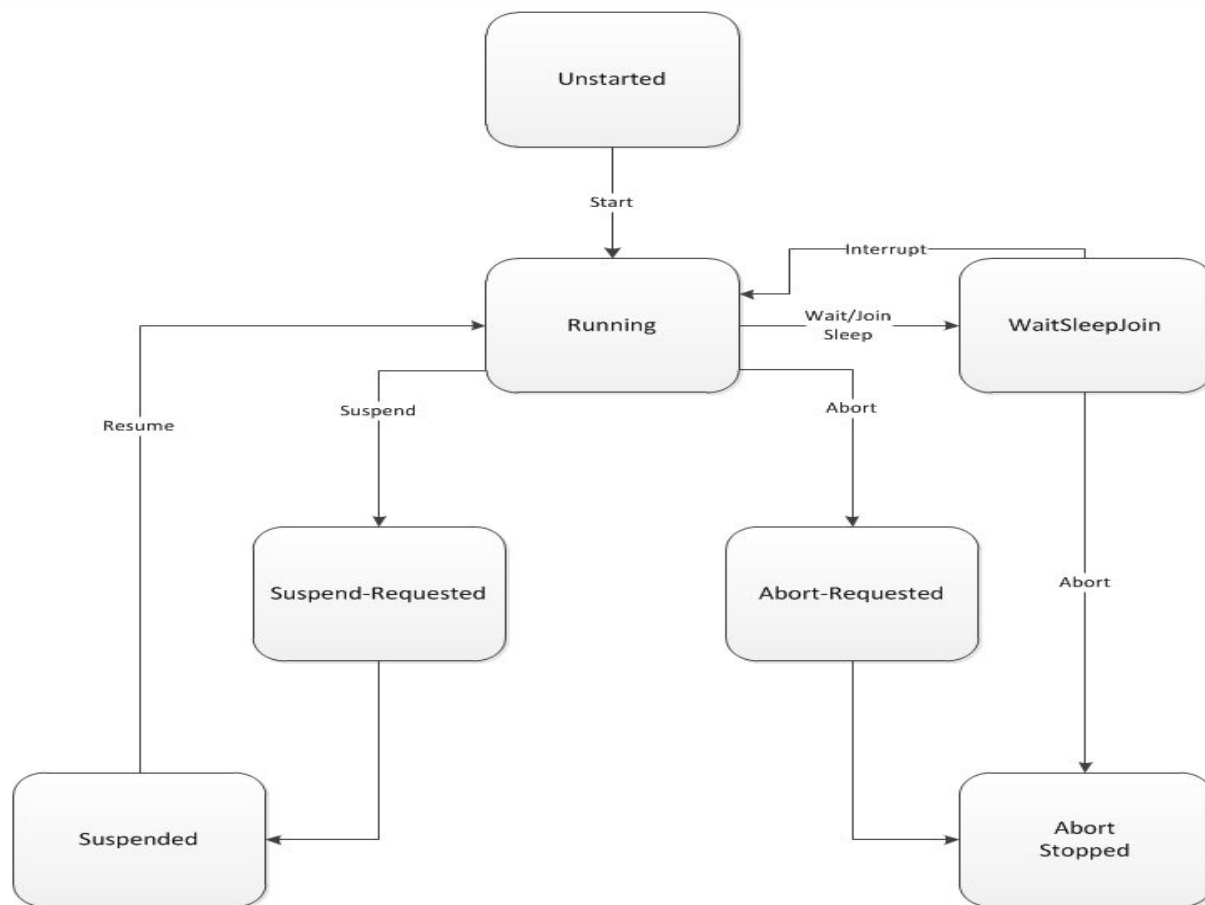 Unstarted
Start
Interrupt
Running
Wait/Join
Sleep
WaitSleepJoin
Suspend
Abort
Resume
Suspend-Requested
Abort-Requested
Abort
Suspended
Abort
Stopped